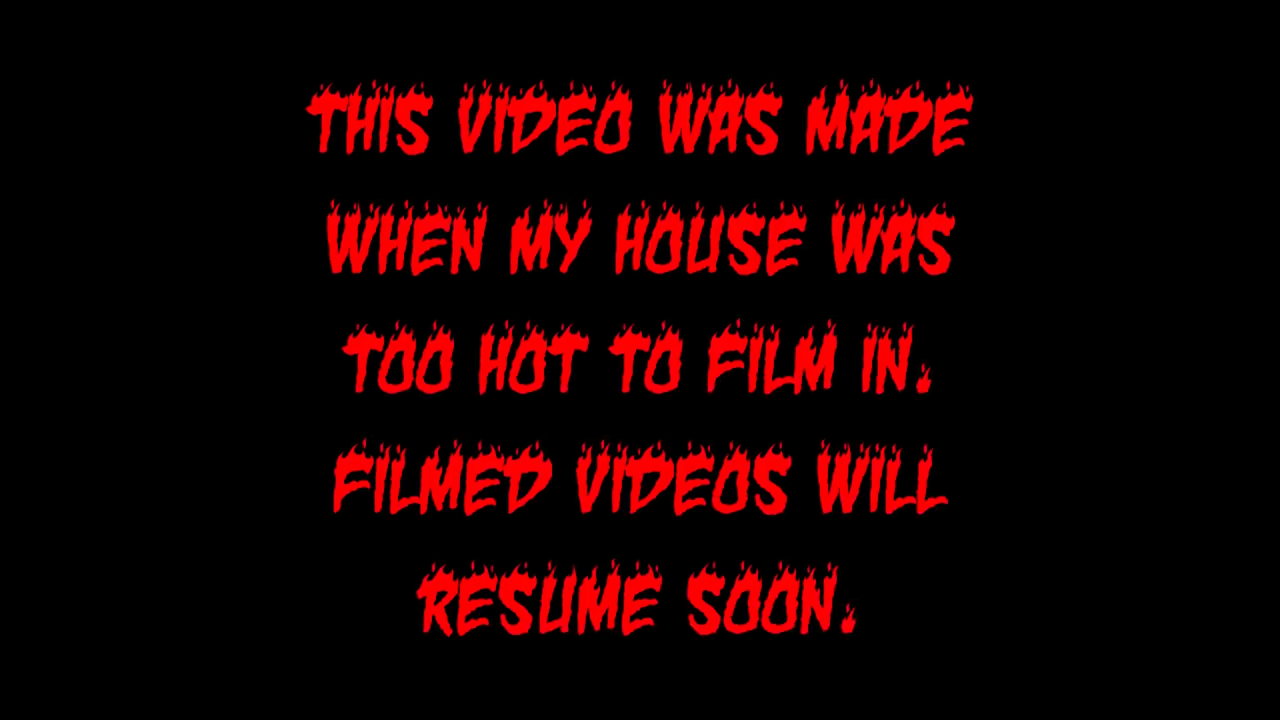 THIS VIDEO WAS MADE
WHEN MY HOUSE WAS
TOO HOT TO FILM IN.
FILMED VIDEOS WILL
RESUME SOON.